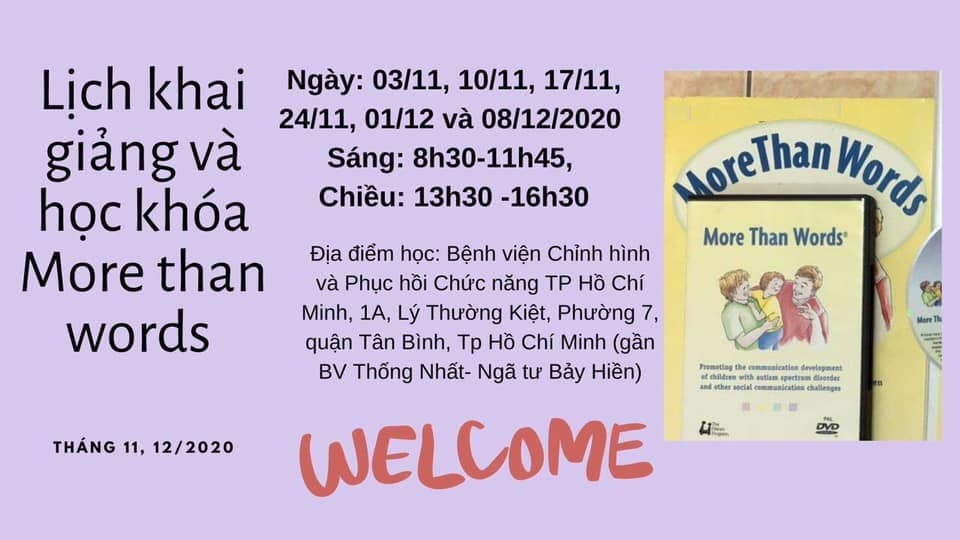 Lịch khai
giảng và
học khóa
More than
words
THÁNG 11, 12/2020
Ngày: 03/11, 10/11, 17/11,
24/11, 01/12 và 08/12/2020
Sáng: 8h30-11h45,
Chiều: 13h30 -16h30
Địa điểm học: Bệnh viện Chỉnh hình
và Phục hồi Chức năng TP Hồ Chí
Minh, 1A, Lý Thường Kiệt, Phường 7,
quận Tân Bình, Tp Hồ Chí Minh (gần
BV Thống Nhất- Ngã tư Bảy Hiền)
WELCOME
More Than Words
More Than Words®
Promoting the communication development
of children with autism spectrum disorder
and other social communication challenges
The
Hanen
Program
PAL
DVD
More Th